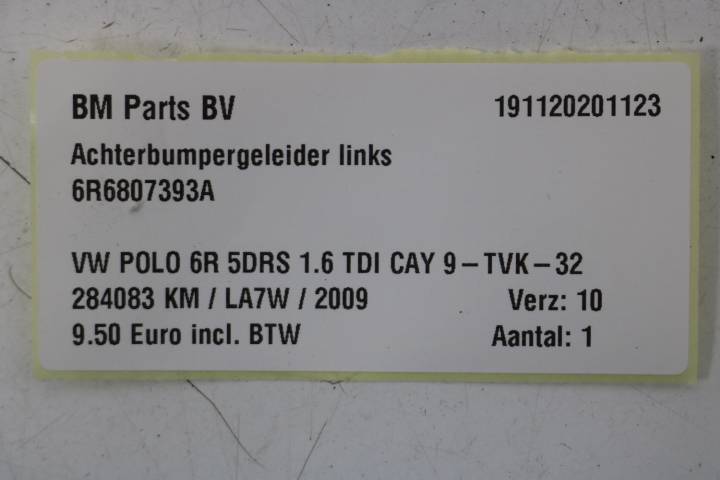 BM Parts BV 191120201123
Achterbumpergeleider links
6R6807393A
VW POLO 6R 5DRS 1.6 TDI CAY 9-TVK-32
284083 KM / LA7W / 2009 Verz: 10
9.50 Euro incl. BTW Aantal: 1